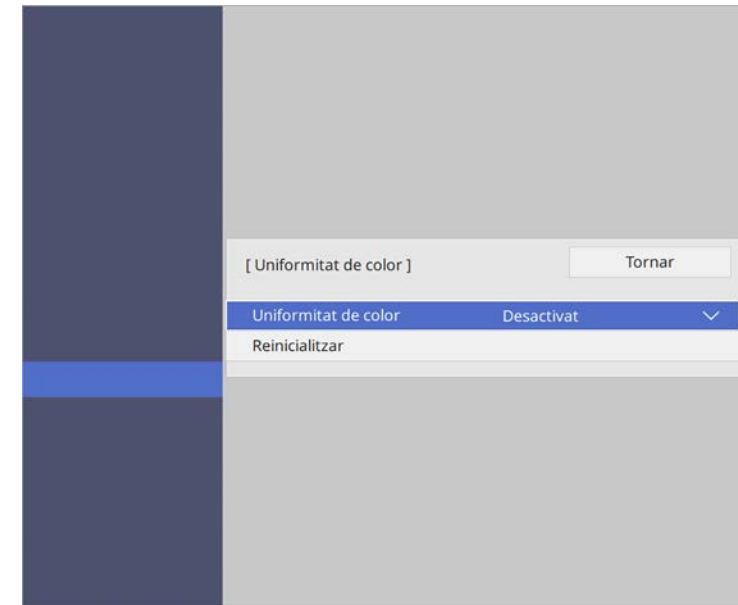 [ Uniformitat de color ] Tornar
Uniformitat de color Desactivat
Reinicialitzar